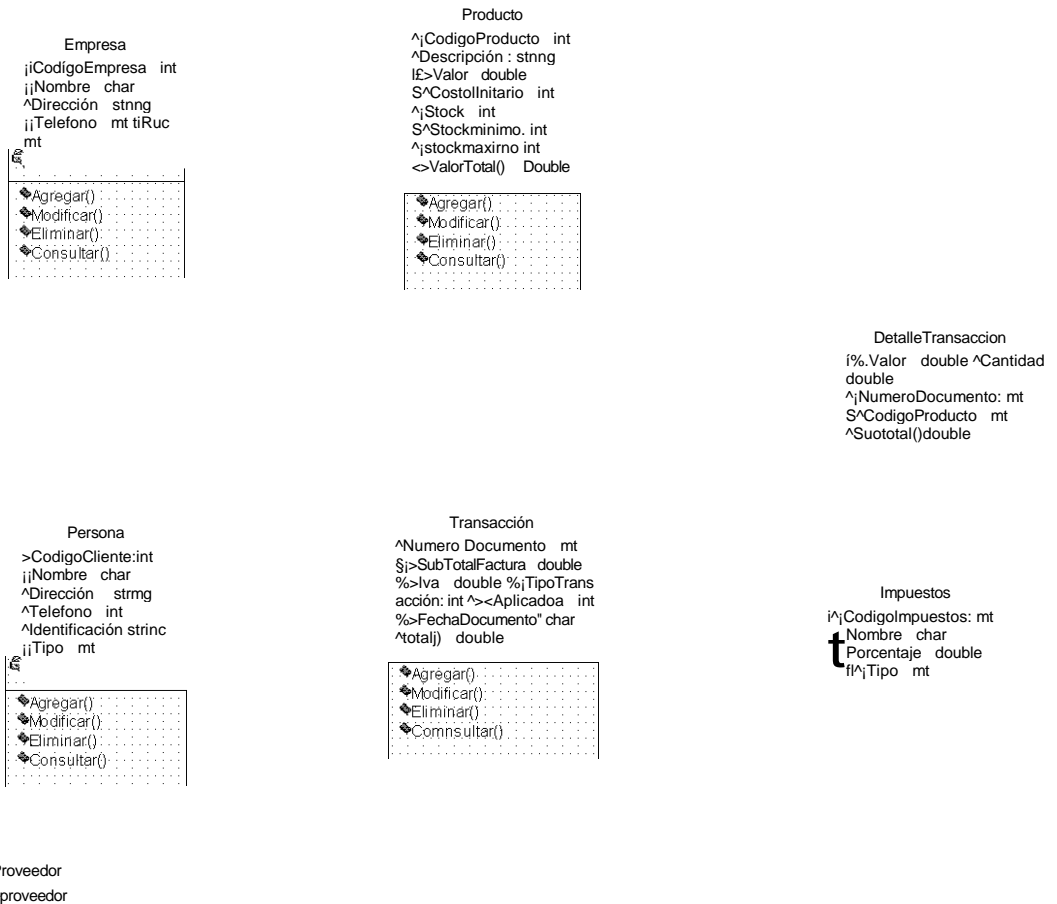 Producto
^¡CodigoProducto int
^Descripción : stnng
l£>Valor double
S^CostolInitario int
^¡Stock int
S^Stockminimo. int
^¡stockmaxirno int
<>ValorTotal() Double
Agregar()
Modificar()
Eliminar()
Consultar()
Empresa
¡iCodígoEmpresa int
¡¡Nombre char
^Dirección stnng
¡¡Telefono mt tiRuc
mt
Agregar()
Modificar()
Eliminar()
Consultar()
DetalleTransaccion
í%.Valor double ^Cantidad
double
^¡NumeroDocumento: mt
S^CodigoProducto mt
^Suototal()double
Persona
>CodigoCliente:int
¡¡Nombre char
^Dirección strmg
^Telefono int
^Identificación strinc
¡¡Tipo mt
Agregar()
Modificar()
Eliminar()
Consultar()
Transacción
^Numero Documento mt
§¡>SubTotalFactura double
%>Iva double %¡TipoTrans
acción: int ^><Aplicadoa int
%>FechaDocumento" char
^totalj) double
Agregar()
Modificar()
Eliminar()
Comnsultar()
Impuestos
i^¡CodigoImpuestos: mt
t Nombre char
Porcentaje double
fl^¡Tipo mt
roveedor
proveedor